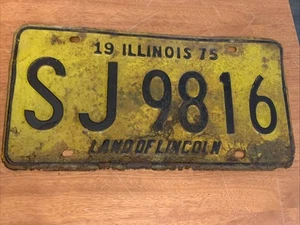 19 ILLINOIS 75
SJ 9816
LAND OF LINCOLN